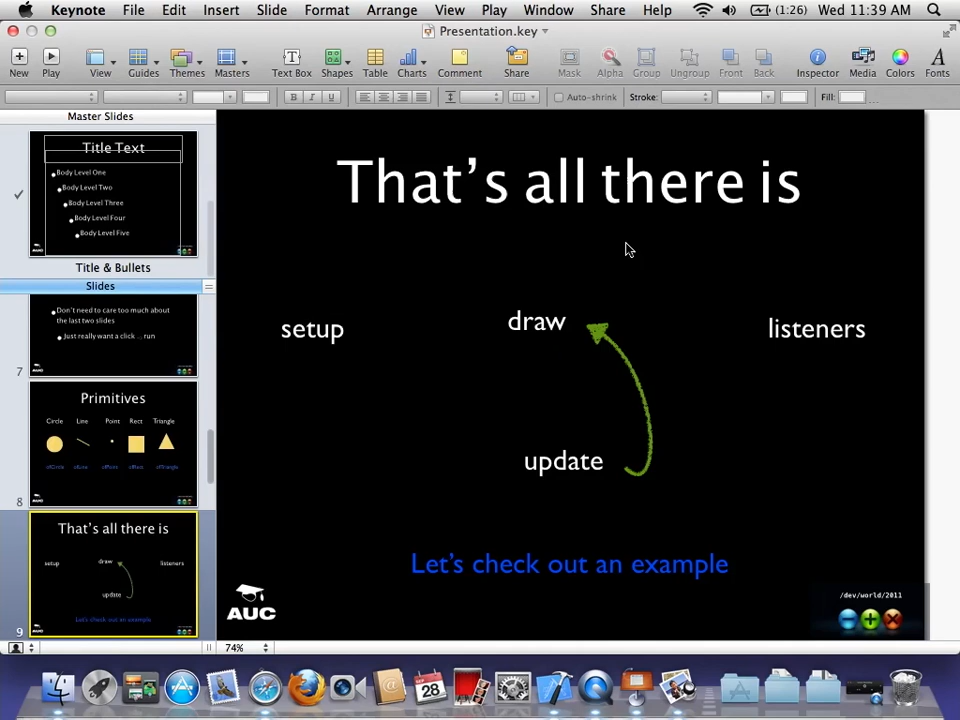 Keynote File Edit Insert Slide Format Arrange View Play Window Share Help (1:26) Wed 11:39 AM
Presentation.key
New Play View Guides Themes Masters Text Box Shapes Table Charts Comment Share Mask Alpha Group Ungroup Front Back Inspector Media Colors Fonts
B I U Auto-shrink Stroke: Fill:
Master Slides
Title Text
Body Level One
Body Level Two
Body Level Three
Body Level Four
Body Level Five
Title & Bullets
Slides
Don't need to care too much about
the last two slides
Just really want a click ... run
7
Primitives
Circle Line Point Rect Triangle
ofCircle ofLine ofPoint ofRect ofTriangle
8
That's all there is
setup draw listeners
update
Let's check out an example
9
That's all there is
setup draw listeners
update
Let's check out an example
AUC
/dev/world/2011
74%
SEP
28